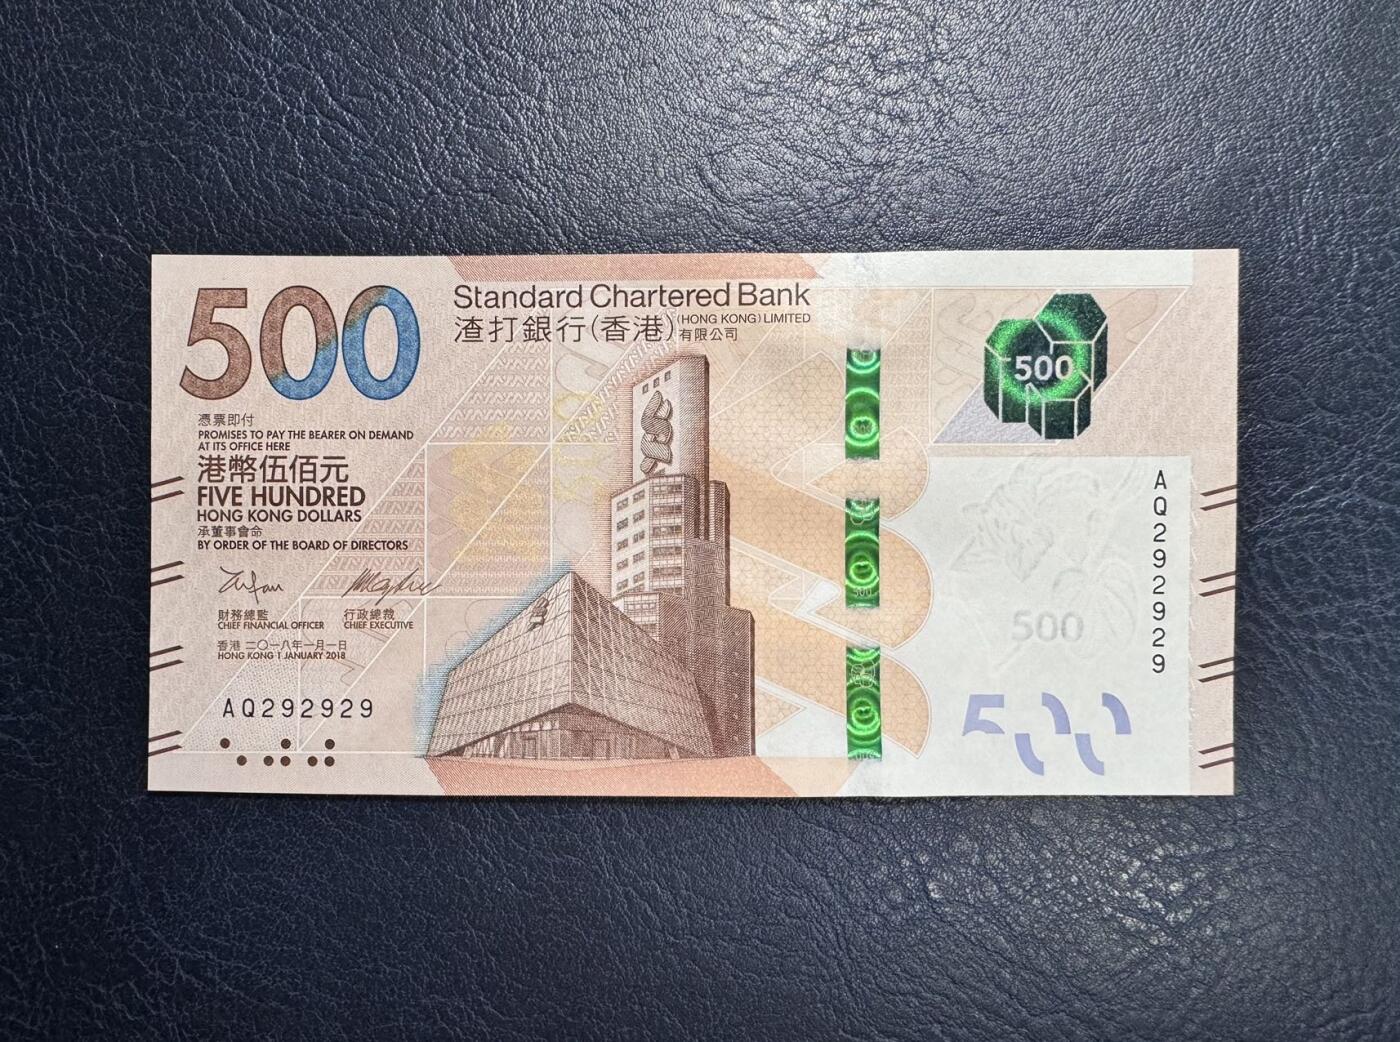 500
Standard Chartered Bank
渣打銀行(香港) (HONG KONG) LIMITED
有限公司
憑票即付
PROMISES TO PAY THE BEARER ON DEMAND
AT ITS OFFICE HERE
港幣伍佰元
FIVE HUNDRED
HONG KONG DOLLARS
承董事會命
BY ORDER OF THE BOARD OF DIRECTORS
財務總監 行政總裁
CHIEF FINANCIAL OFFICER CHIEF EXECUTIVE
香港 二〇一八年一月一日
HONG KONG 1 JANUARY 2018
AQ292929
500
AQ292929
500
500